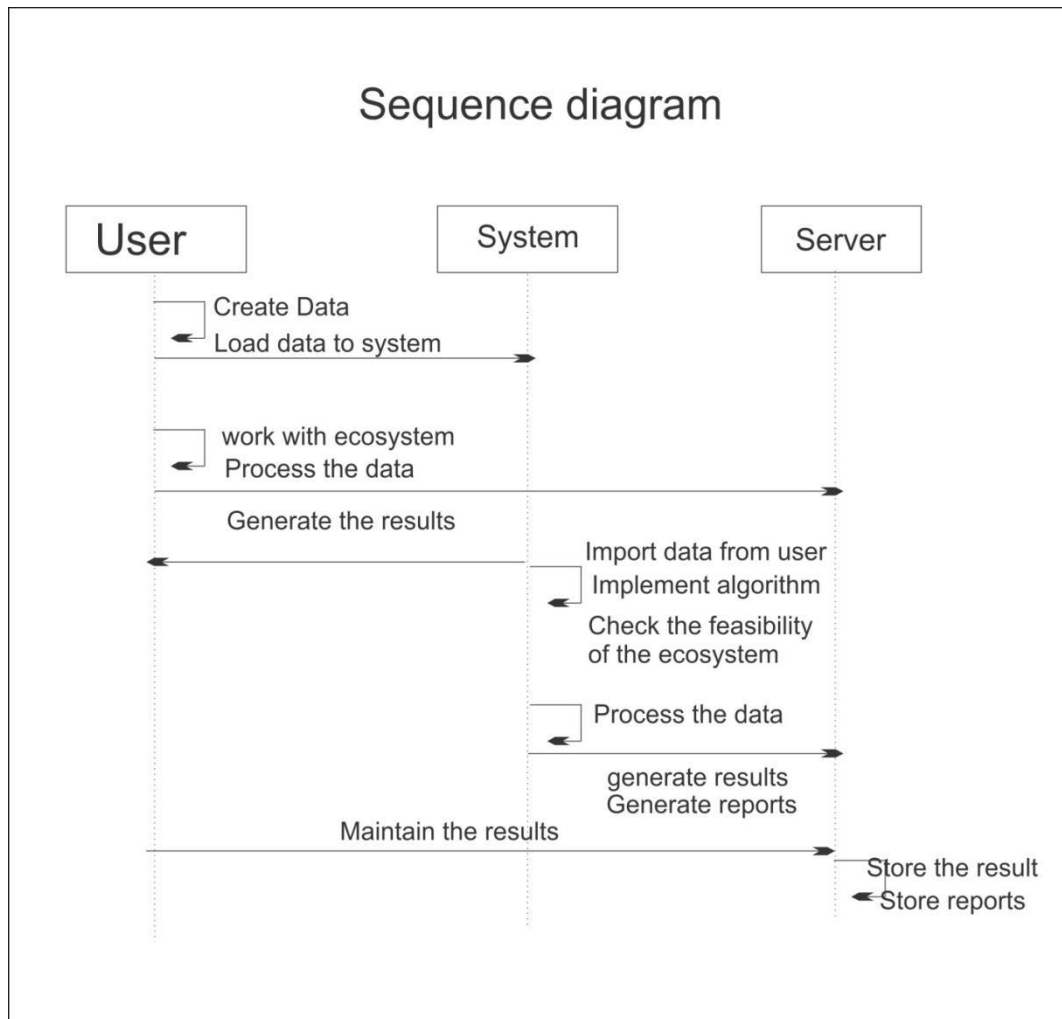 Sequence diagram
User
System
Server
Create Data
Load data to system
work with ecosystem
Process the data
Generate the results
Import data from user
Implement algorithm
Check the feasibility
of the ecosystem
Process the data
generate results
Generate reports
Maintain the results
Store the result
Store reports